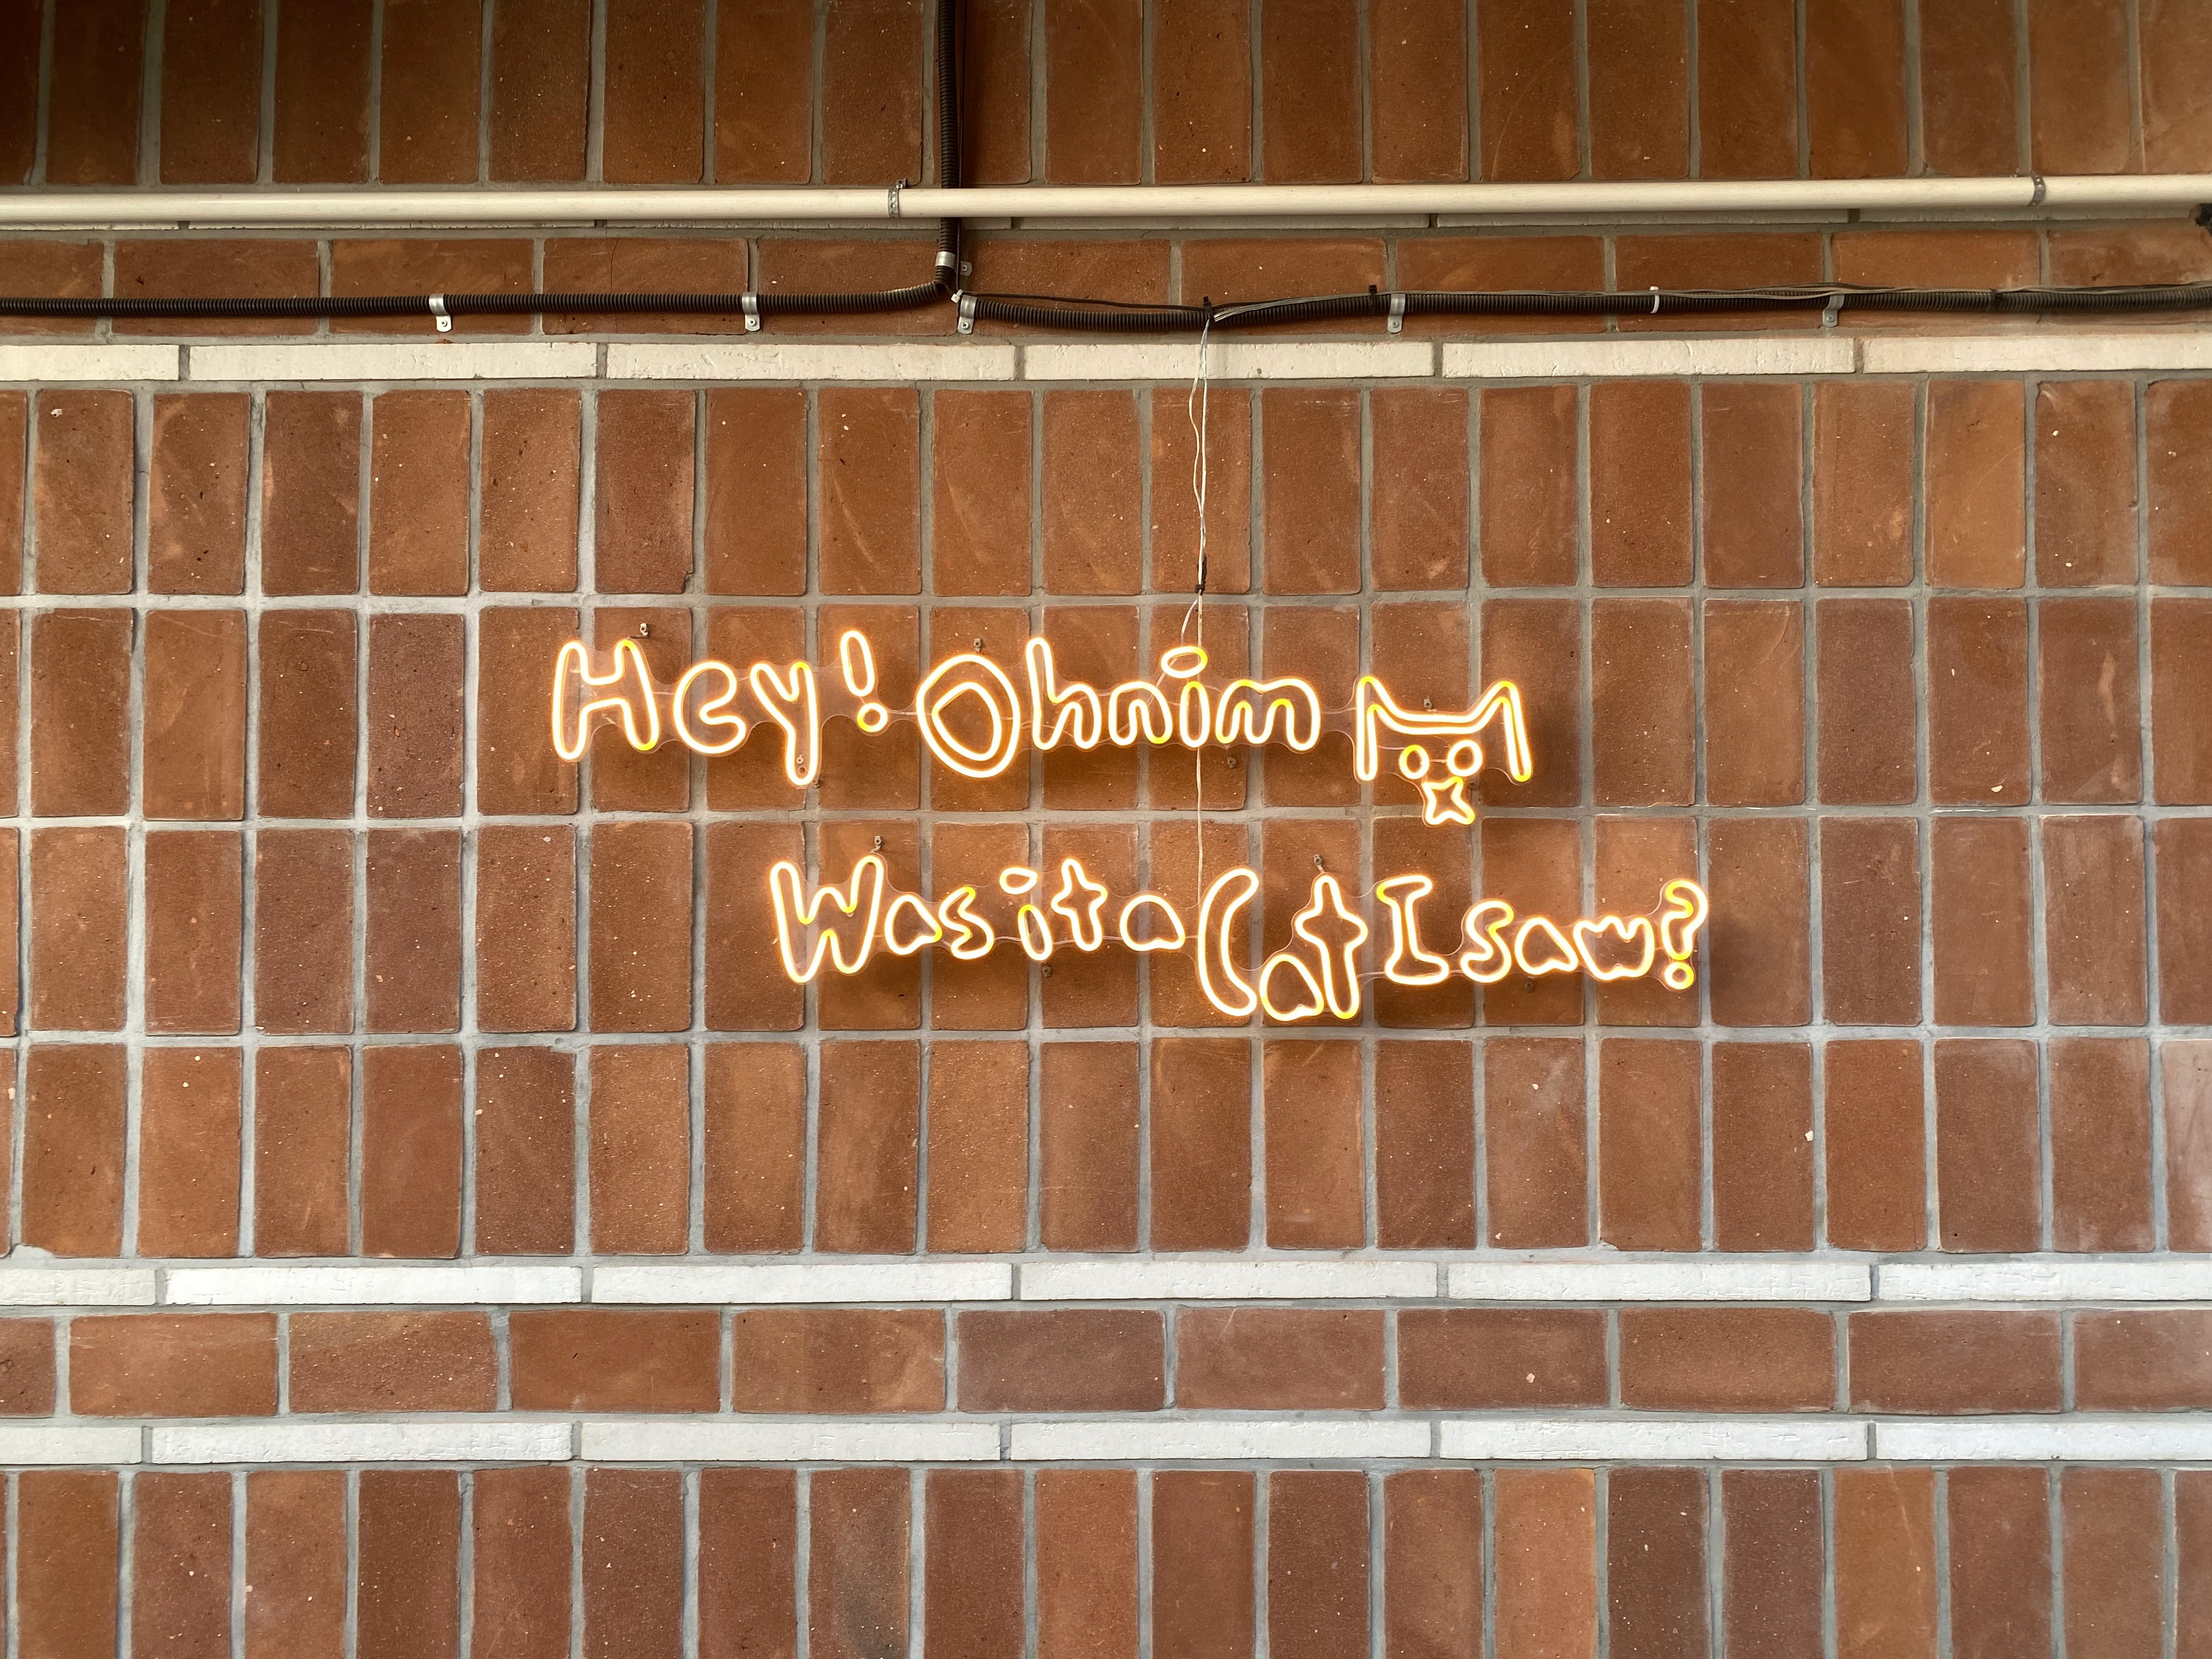 Hey! Ohnim
Was it a Cat I saw?